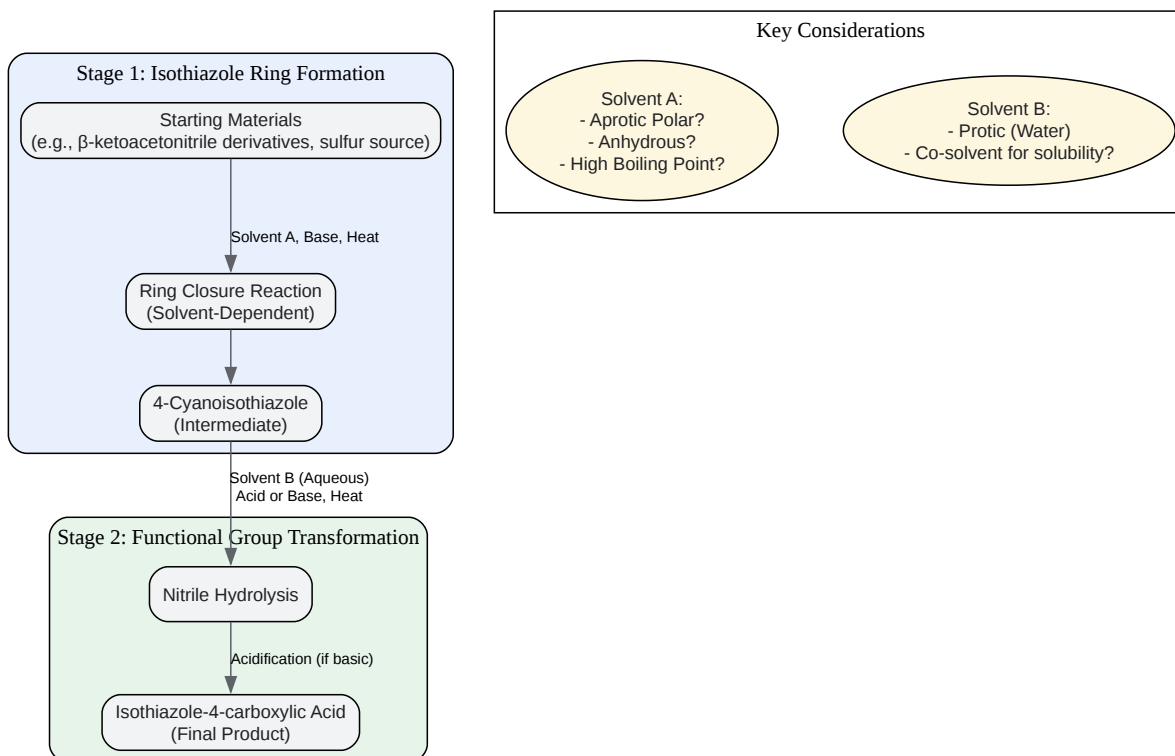 Key Considerations
Solvent A:
- Aprotic Polar?
- Anhydrous?
- High Boiling Point?
Solvent B:
- Protic (Water)
- Co-solvent for solubility?
Stage 1: Isothiazole Ring Formation
Starting Materials
(e.g., β-ketoacetonitrile derivatives, sulfur source)
Solvent A, Base, Heat
Ring Closure Reaction
(Solvent-Dependent)
4-Cyanoisothiazole
(Intermediate)
Solvent B (Aqueous)
Acid or Base, Heat
Stage 2: Functional Group Transformation
Nitrile Hydrolysis
Acidification (if basic)
Isothiazole-4-carboxylic Acid
(Final Product)